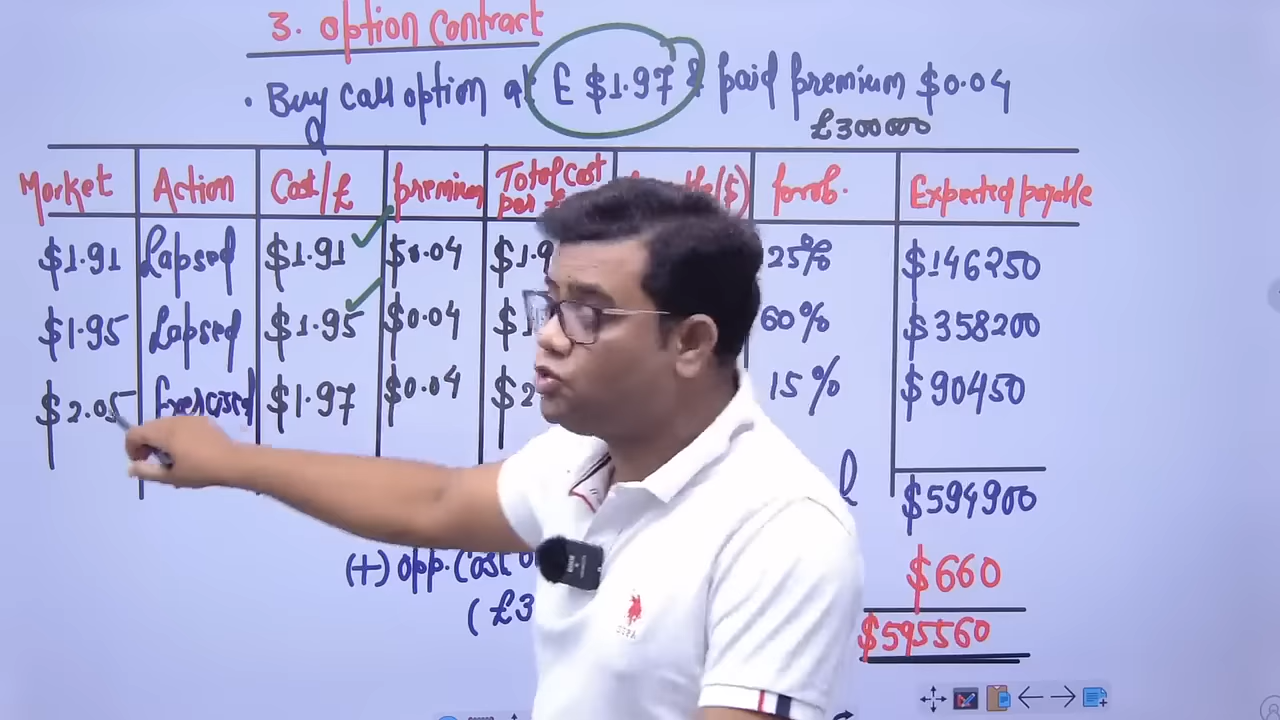 3. option contract
• Buy call option at E $1.97 & paid premium $0.04
£300000
Market Action Cost/£ premium Total cost per ($) prob. Expected payable
$1.91 Lapsed $1.91 $0.04 25% $146250
$1.95 Lapsed $1.95 $0.04 60% $358200
$2.05 Exercised $1.97 $0.04 15% $90450
$594900
(+) opp. cost $660
(£3
$595560